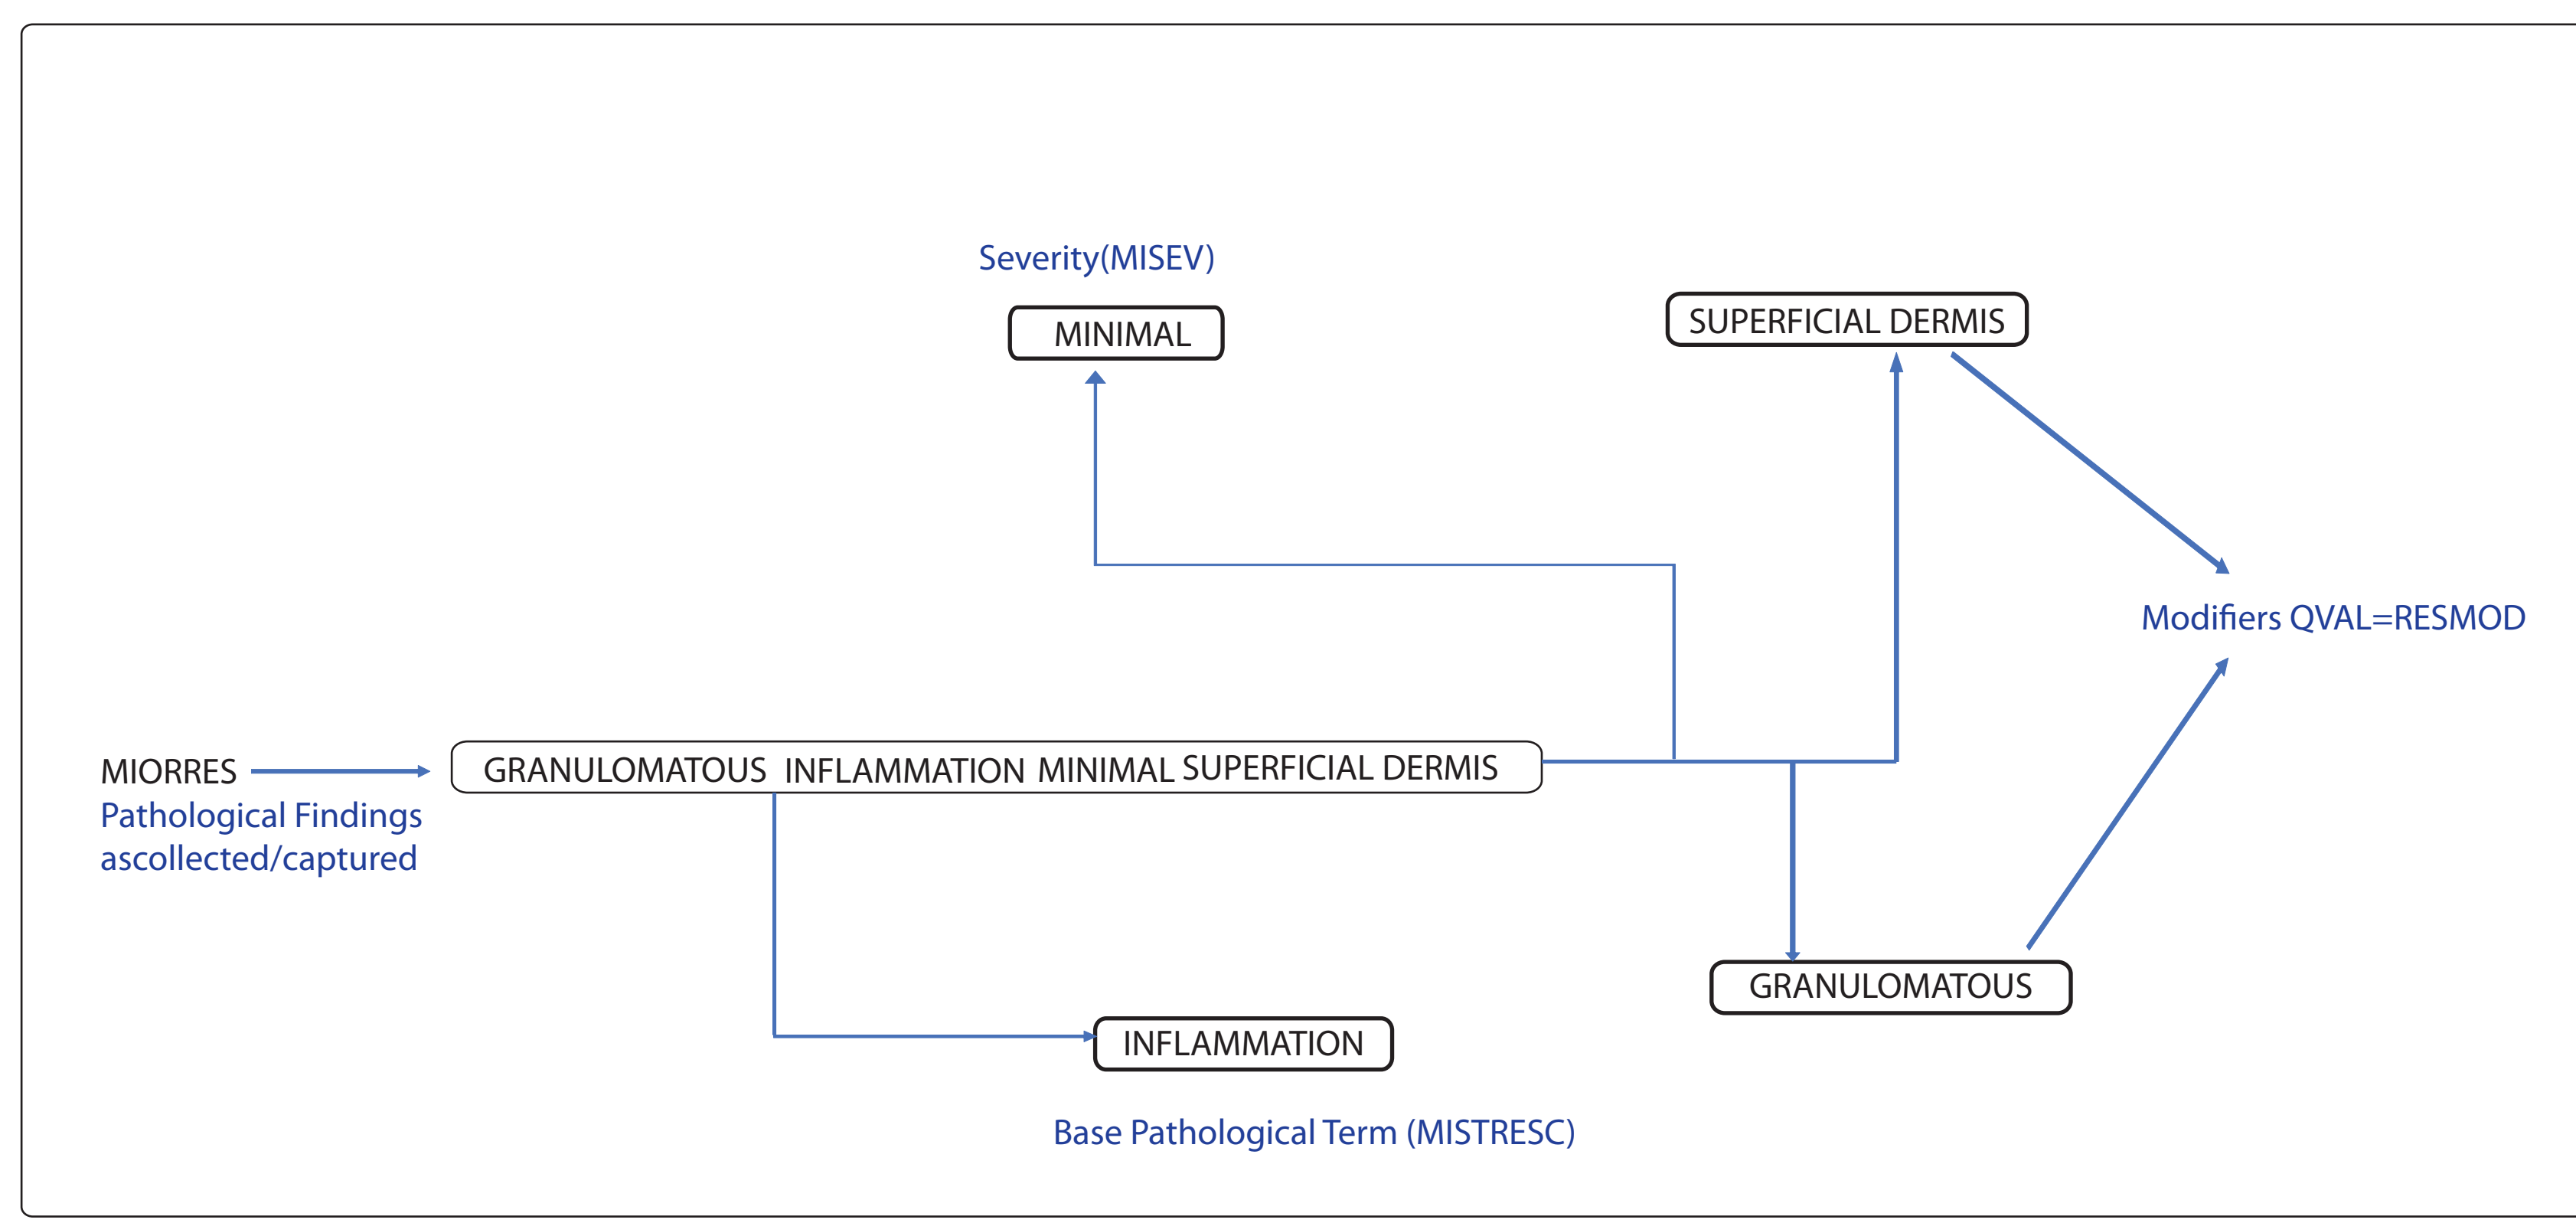 Severity(MISEV)
MINIMAL
SUPERFICIAL DERMIS
Modifiers QVAL=RESMOD
MIORRES
Pathological Findings
ascollected/captured
GRANULOMATOUS INFLAMMATION MINIMAL SUPERFICIAL DERMIS
GRANULOMATOUS
INFLAMMATION
Base Pathological Term (MISTRESC)